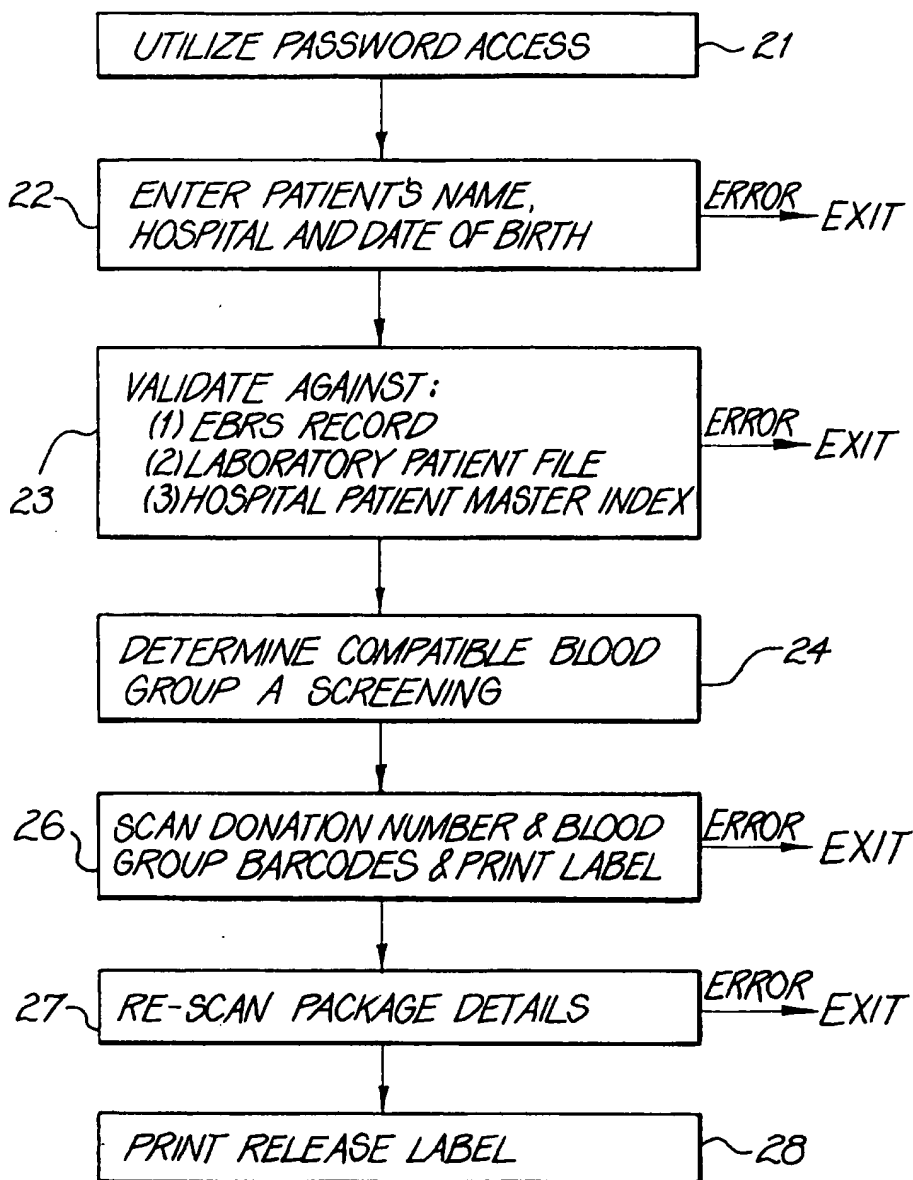 UTILIZE PASSWORD ACCESS
21
22
ENTER PATIENT'S NAME,
HOSPITAL AND DATE OF BIRTH
ERROR
EXIT
VALIDATE AGAINST:
(1) EBRS RECORD
(2) LABORATORY PATIENT FILE
(3) HOSPITAL PATIENT MASTER INDEX
23
ERROR
EXIT
DETERMINE COMPATIBLE BLOOD
GROUP A SCREENING
24
26
SCAN DONATION NUMBER & BLOOD
GROUP BARCODES & PRINT LABEL
ERROR
EXIT
27
RE-SCAN PACKAGE DETAILS
ERROR
EXIT
PRINT RELEASE LABEL
28